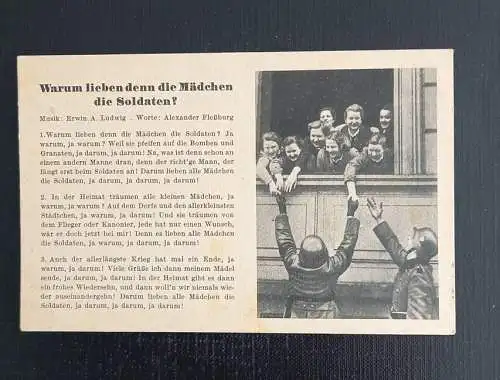 Warum lieben denn die Mädchen
die Soldaten?
Musik: Erwin A. Ludwig - Worte: Alexander Fleßburg
1. Warum lieben denn die Mädchen die Soldaten? Ja
warum, ja warum? Weil sie pfeifen auf die Bomben und
Granaten, ja darum, ja darum! Na, was ist denn schon an
einem andern Manne dran, denn der richt'ge Mann, der
fängt erst beim Soldaten an! Darum lieben alle Mädchen
die Soldaten, ja darum, ja darum, ja darum!
2. In der Heimat träumen alle kleinen Mädchen, ja
warum, ja warum? Auf dem Dorfe und den allerkleinsten
Städtchen, ja warum, ja darum! Und sie träumen von
dem Flieger oder Kanonier, jede hat nur einen Wunsch,
wär er doch jetzt bei mir! Denn es lieben alle Mädchen
die Soldaten, ja warum, ja darum, ja darum!
3. Auch der allerlängste Krieg hat mal ein Ende, ja
warum, ja darum! Viele Grüße ich dann meinem Mädel
sende, ja darum, ja darum! In der Heimat gibt es dann
ein frohes Wiedersehn, und dann woll'n wir niemals wie-
der auseinandergehn! Darum lieben alle Mädchen die
Soldaten, ja darum, ja darum, ja darum!